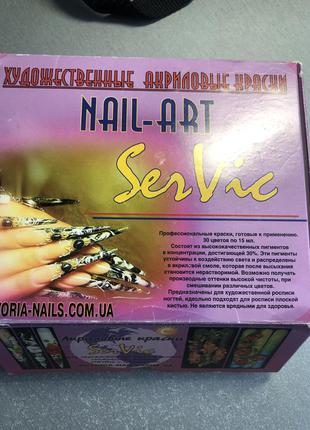 ХУДОЖЕСТВЕННЫЕ АКРИЛОВЫЕ КРАСКИ
NAIL-ART
SerVic
Профессиональные краски, готовые к применению.
30 цветов по 15 мл.
Состоят из высококачественных пигментов
в концентрации, достигающей 30%. Эти пигменты
устойчивы к воздействию света и распределены
в акриловой смоле, которая после высыхания
становится нерастворимой. Возможно получать
производные оттенки высокой чистоты, при
смешивании различных цветов.
Предназначены для художественной росписи
ногтей, идеально подходят для росписи плоской
кистью. Не являются вредными для здоровья.
TORIA-NAILS.COM.UA
Акриловые краски
SerVic